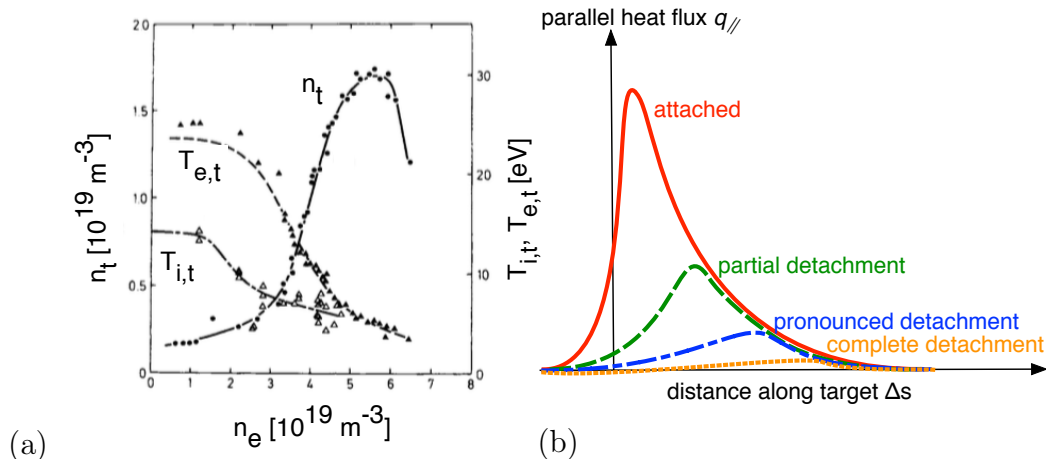 2.0
1.5
1.0
0.5
0
n_t [10^19 m^-3]
n_t
T_e,t
T_i,t
30
20
10
0
T_i,t, T_e,t [eV]
0 1 2 3 4 5 6 7 8
n_e [10^19 m^-3]
(a)
parallel heat flux q_//
attached
partial detachment
pronounced detachment
complete detachment
distance along target Δs
(b)